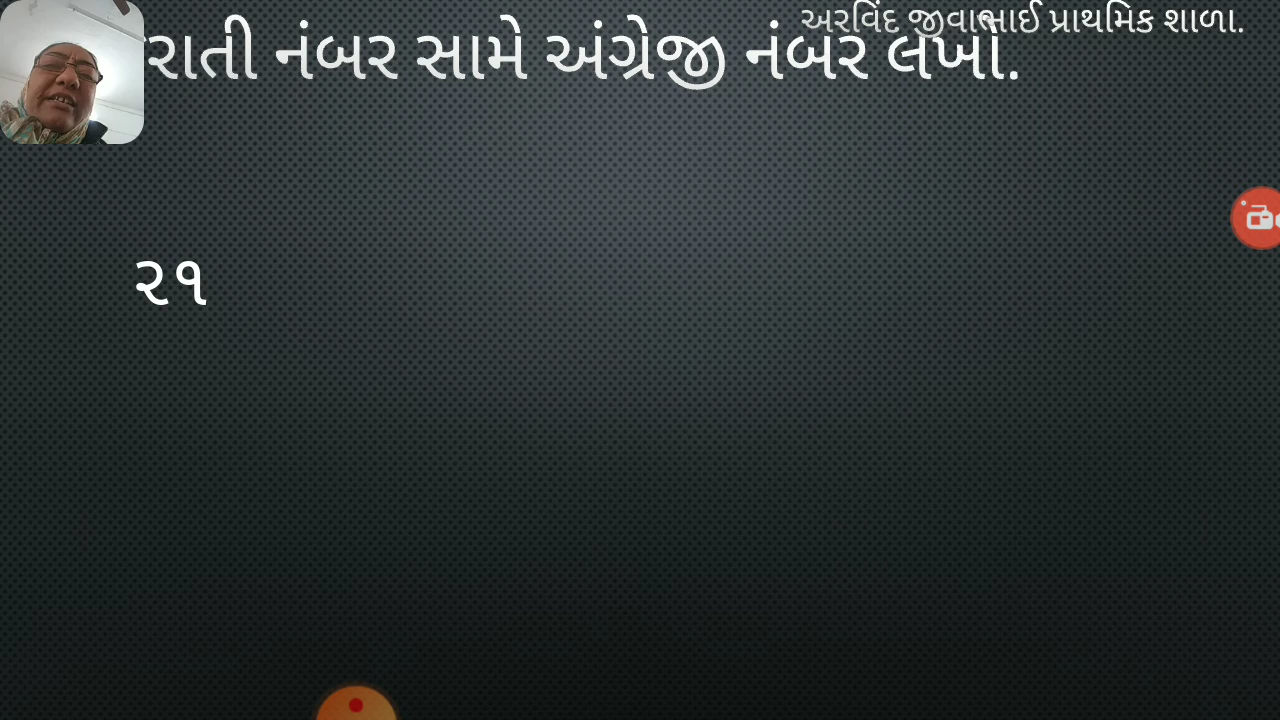 અરવિંદ જીવાભાઈ પ્રાથમિક શાળા.
રાતી નંબર સામે અંગ્રેજી નંબર લખો.
૨૧